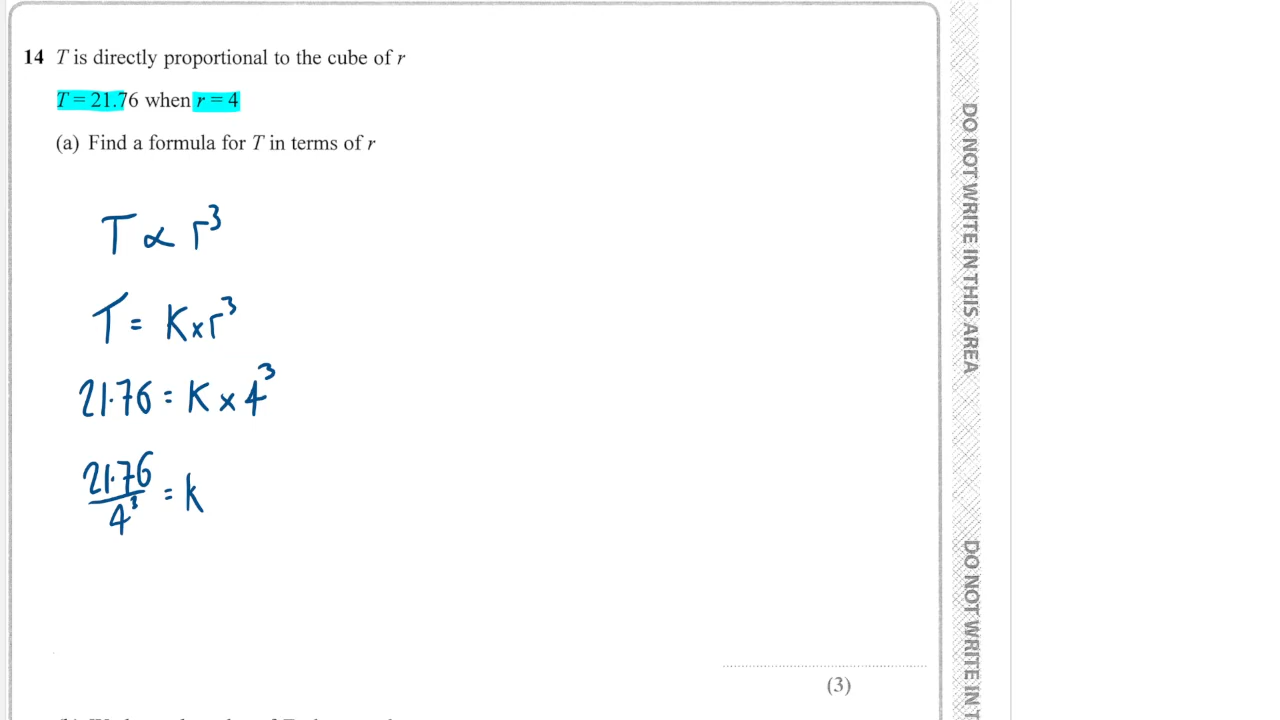 14 T is directly proportional to the cube of r
T = 21.76 when r = 4
(a) Find a formula for T in terms of r
T ∝ r³
T = K × r³
21.76 = K × 4³
21.76/4³ = k
(3)
DO NOT WRITE IN THIS AREA
DO NOT WRITE IN T